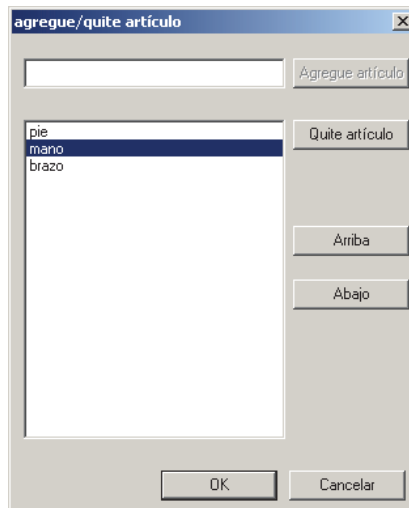 agregue/quite artículo
Agregue artículo
pie
mano
brazo
Quite artículo
Arriba
Abajo
OK
Cancelar